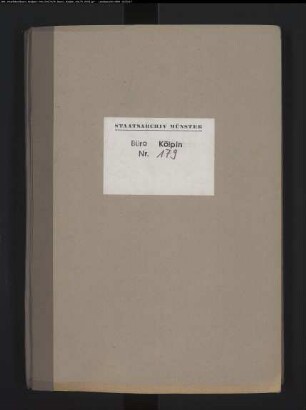 STAATSARCHIV MÜNSTER
Büro Kölpin
Nr. 179